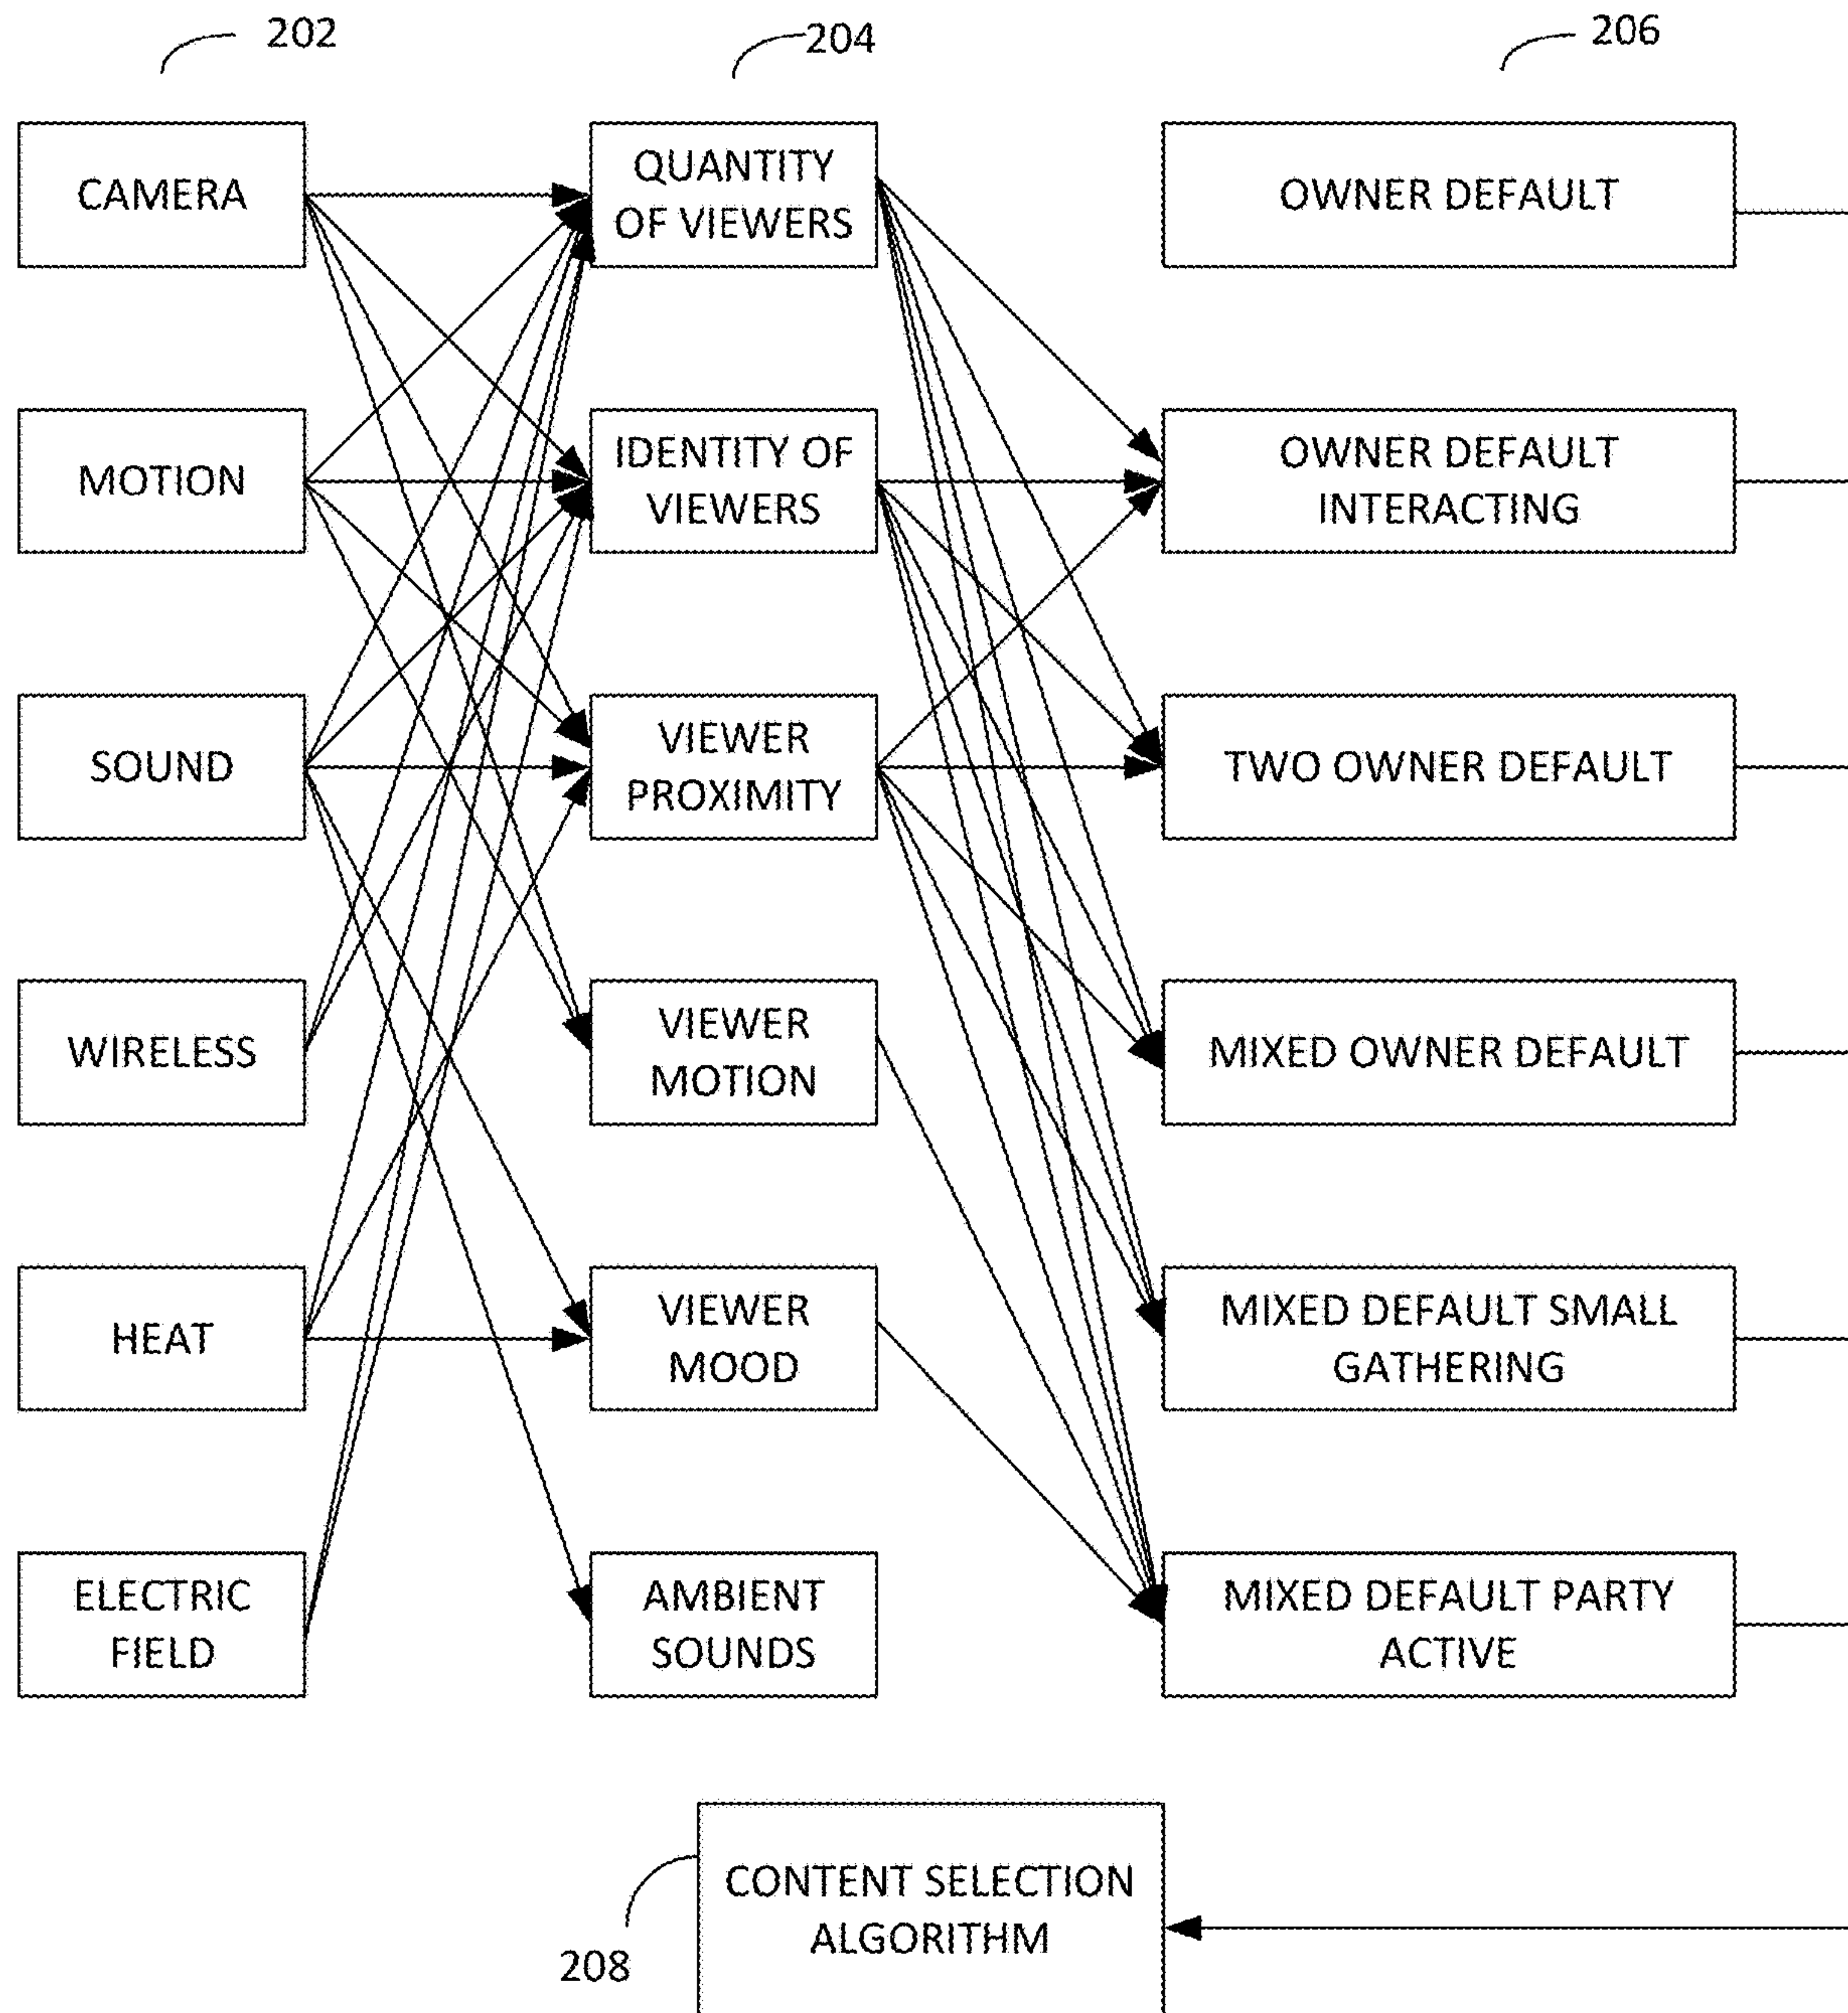 202
204
206
CAMERA
QUANTITY
OF VIEWERS
OWNER DEFAULT
MOTION
IDENTITY OF
VIEWERS
OWNER DEFAULT
INTERACTING
SOUND
VIEWER
PROXIMITY
TWO OWNER DEFAULT
WIRELESS
VIEWER
MOTION
MIXED OWNER DEFAULT
HEAT
VIEWER
MOOD
MIXED DEFAULT SMALL
GATHERING
ELECTRIC
FIELD
AMBIENT
SOUNDS
MIXED DEFAULT PARTY
ACTIVE
CONTENT SELECTION
ALGORITHM
208